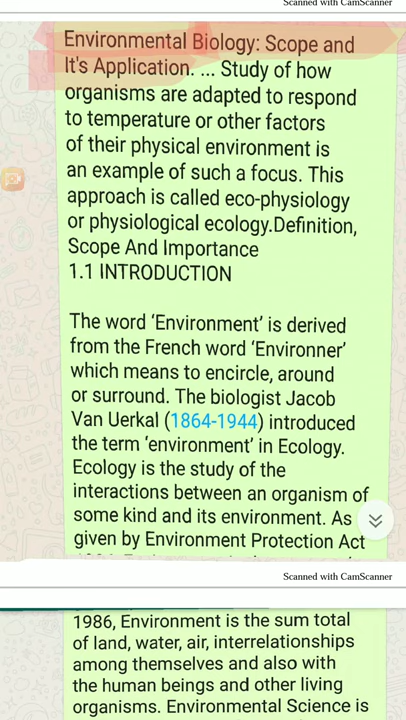 Scanned with CamScanner
Environmental Biology: Scope and
It's Application. ... Study of how
organisms are adapted to respond
to temperature or other factors
of their physical environment is
an example of such a focus. This
approach is called eco-physiology
or physiological ecology.Definition,
Scope And Importance
1.1 INTRODUCTION
The word ‘Environment’ is derived
from the French word ‘Environner’
which means to encircle, around
or surround. The biologist Jacob
Van Uerkal (1864-1944) introduced
the term ‘environment’ in Ecology.
Ecology is the study of the
interactions between an organism of
some kind and its environment. As
given by Environment Protection Act
Scanned with CamScanner
1986, Environment is the sum total
of land, water, air, interrelationships
among themselves and also with
the human beings and other living
organisms. Environmental Science is